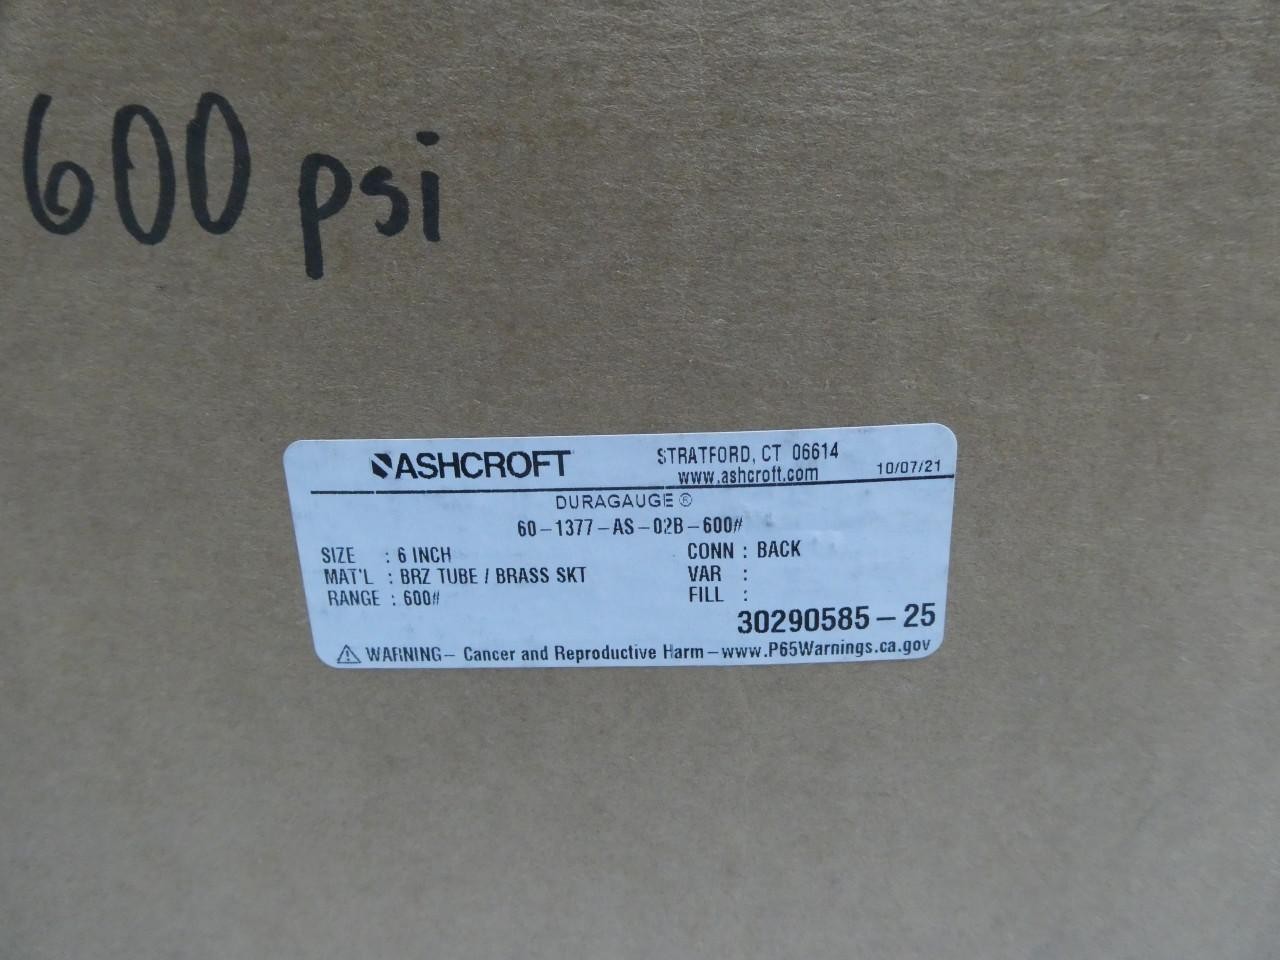 600 psi
ASHCROFT
STRATFORD, CT 06614
www.ashcroft.com
10/07/21
DURAGAUGE®
60-1377-AS-02B-600#
SIZE : 6 INCH
CONN : BACK
MAT'L : BRZ TUBE / BRASS SKT
VAR :
RANGE : 600#
FILL :
30290585-25
WARNING- Cancer and Reproductive Harm-www.P65Warnings.ca.gov